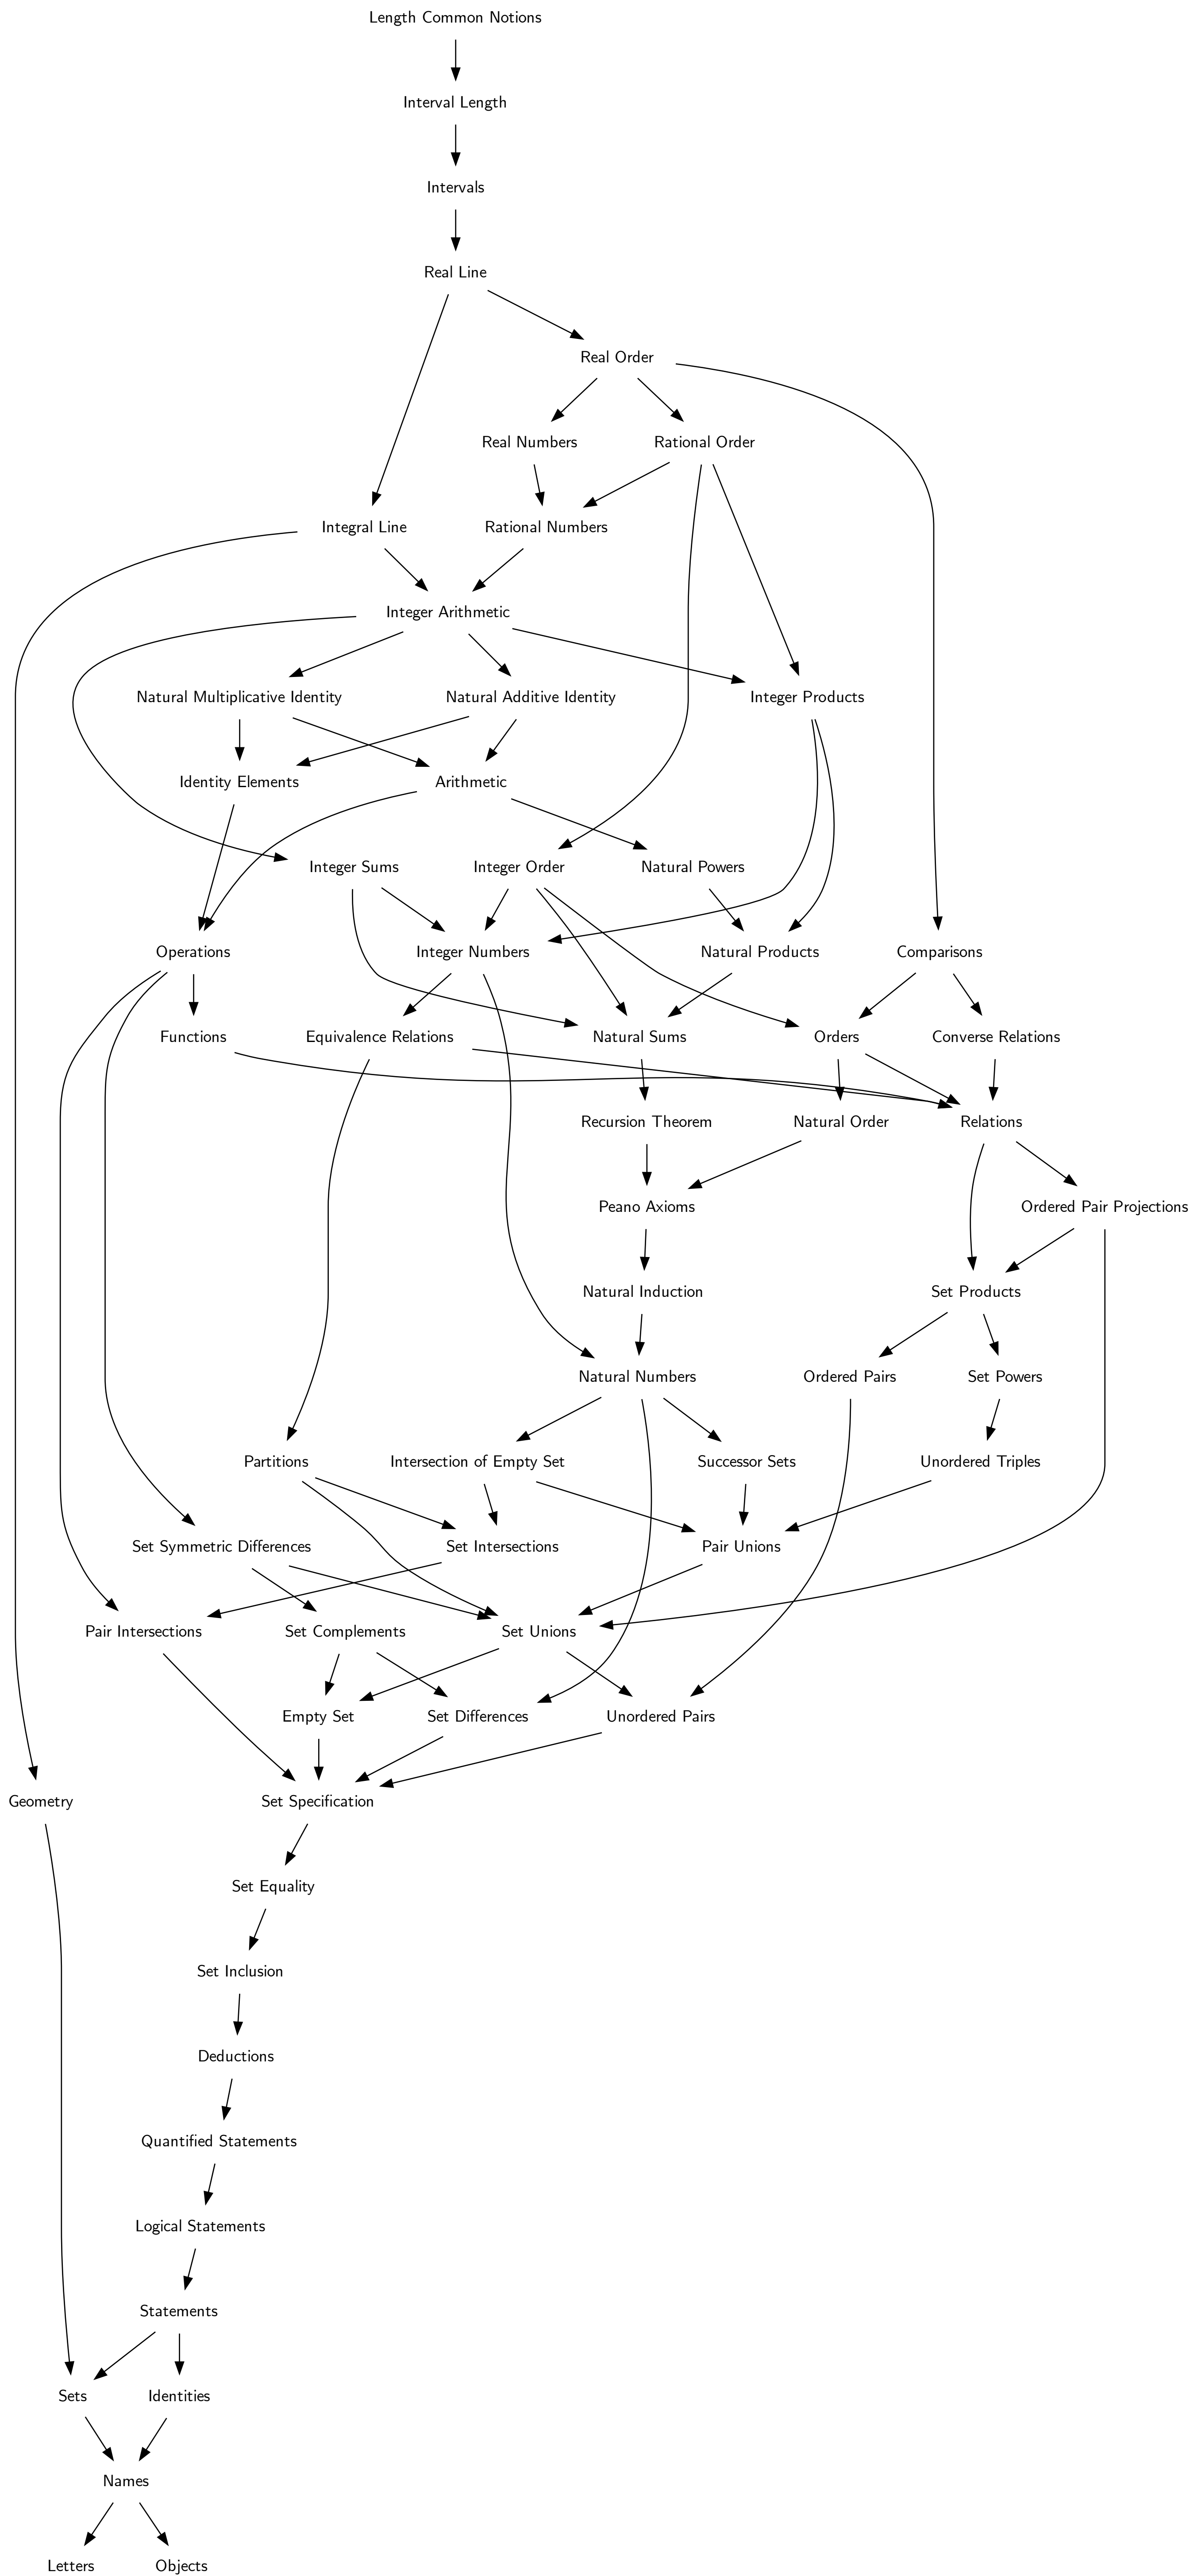 Length Common Notions
Interval Length
Intervals
Real Line
Real Order
Real Numbers
Rational Order
Integral Line
Rational Numbers
Integer Arithmetic
Natural Multiplicative Identity
Natural Additive Identity
Integer Products
Identity Elements
Arithmetic
Integer Sums
Integer Order
Natural Powers
Operations
Integer Numbers
Natural Products
Comparisons
Functions
Equivalence Relations
Natural Sums
Orders
Converse Relations
Recursion Theorem
Natural Order
Relations
Peano Axioms
Ordered Pair Projections
Natural Induction
Set Products
Natural Numbers
Ordered Pairs
Set Powers
Partitions
Intersection of Empty Set
Successor Sets
Unordered Triples
Set Symmetric Differences
Set Intersections
Pair Unions
Pair Intersections
Set Complements
Set Unions
Empty Set
Set Differences
Unordered Pairs
Geometry
Set Specification
Set Equality
Set Inclusion
Deductions
Quantified Statements
Logical Statements
Statements
Sets
Identities
Names
Letters
Objects